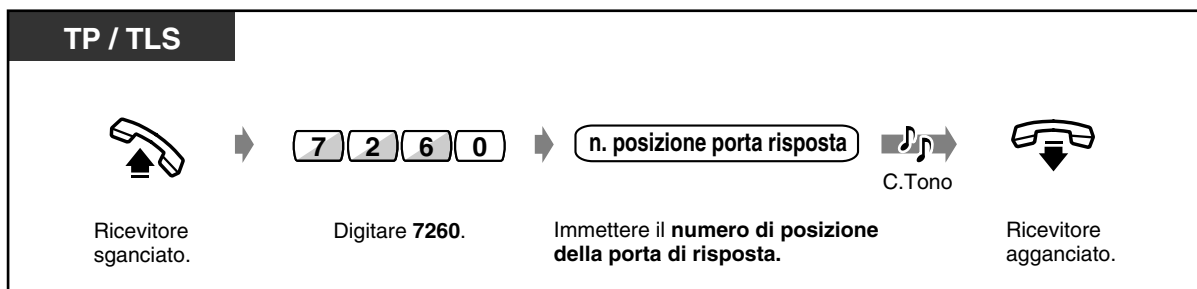 TP / TLS
7 2 6 0
n. posizione porta risposta
C.Tono
Ricevitore
sganciato.
Digitare 7260.
Immettere il numero di posizione
della porta di risposta.
Ricevitore
agganciato.